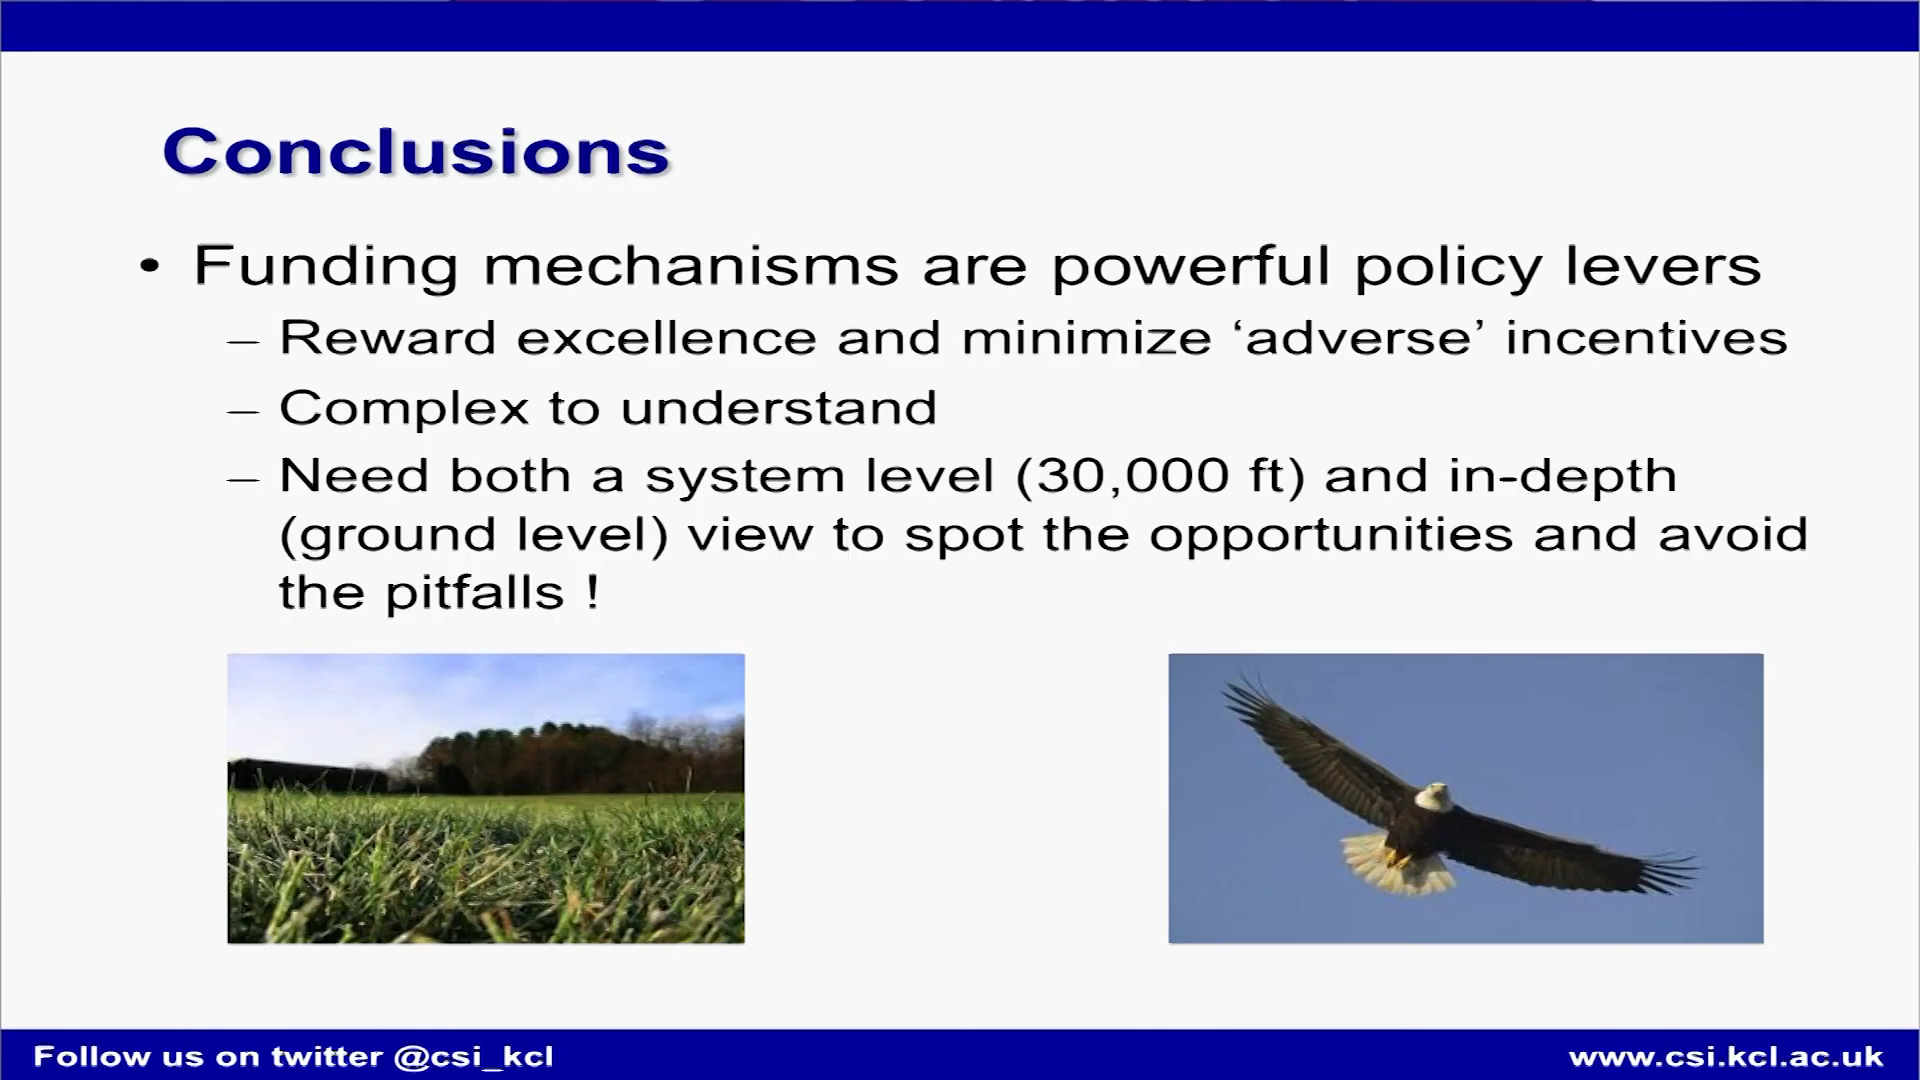 Conclusions
• Funding mechanisms are powerful policy levers
– Reward excellence and minimize ‘adverse’ incentives
– Complex to understand
– Need both a system level (30,000 ft) and in-depth
(ground level) view to spot the opportunities and avoid
the pitfalls !
Follow us on twitter @csi_kcl
www.csi.kcl.ac.uk